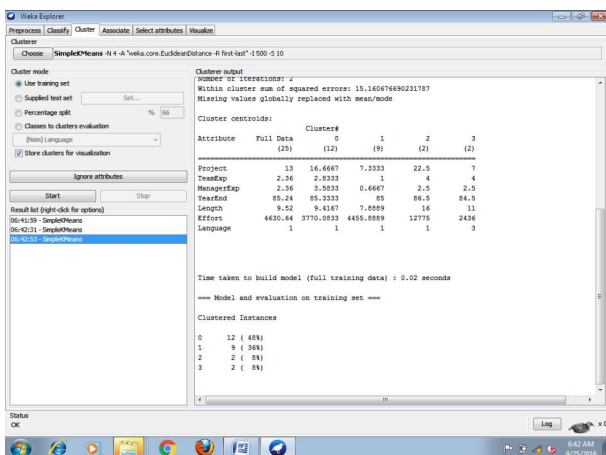 Weka Explorer
Preprocess Classify Cluster Associate Select attributes Visualize
Clusterer
Choose SimpleKMeans -N 4 -A "weka.core.EuclideanDistance -R first-last" -I 500 -S 10
Cluster mode
Use training set
Supplied test set Set...
Percentage split % 66
Classes to clusters evaluation
(Nom) Language
Store clusters for visualization
Ignore attributes
Start Stop
Result list (right-click for options)
06:41:59 - SimpleKMeans
06:42:31 - SimpleKMeans
06:42:53 - SimpleKMeans
Clusterer output
Number of iterations: 2
Within cluster sum of squared errors: 15.160676690231787
Missing values globally replaced with mean/mode
Cluster centroids:
Cluster#
Attribute Full Data 0 1 2 3
(25) (12) (9) (2) (2)
Project 13 16.6667 7.3333 22.5 7
TeamExp 2.36 2.8333 1 4 4
ManagerExp 2.36 3.5833 0.6667 2.5 2.5
YearEnd 85.24 85.3333 85 86.5 84.5
Length 9.52 9.4167 7.8889 16 11
Effort 4630.64 3770.0833 4455.8889 12775 2436
Language 1 1 1 1 3
Time taken to build model (full training data) : 0.02 seconds
=== Model and evaluation on training set ===
Clustered Instances
0 12 ( 48%)
1 9 ( 36%)
2 2 ( 8%)
3 2 ( 8%)
Status
OK
Log x 0
6:42 AM
9/25/2016